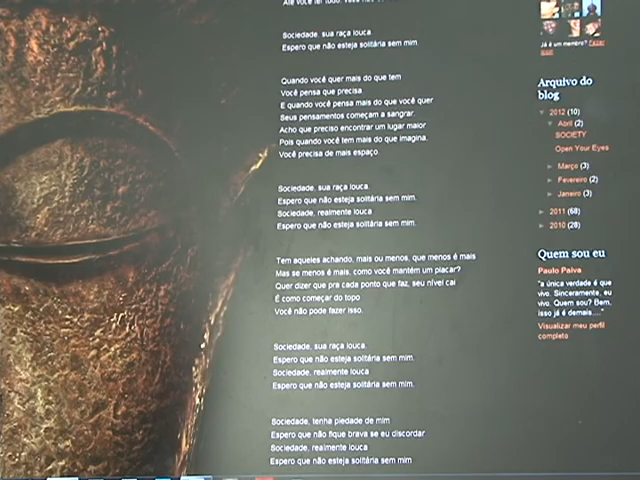 Sociedade, sua raça louca.
Espero que não esteja solitária sem mim.
Quando você quer mais do que tem
Você pensa que precisa
E quando você pensa mais do que você quer
Seus pensamentos começam a sangrar.
Acho que preciso encontrar um lugar maior
Pois quando você tem mais do que imagina.
Você precisa de mais espaço.
Sociedade, sua raça louca.
Espero que não esteja solitária sem mim.
Sociedade, realmente louca
Espero que não esteja solitária sem mim.
Tem aqueles achando, mais ou menos, que menos é mais
Mas se menos é mais, como você mantém um placar?
Quer dizer que pra cada ponto que faz, seu nível cai
É como começar do topo
Você não pode fazer isso.
Sociedade, sua raça louca.
Espero que não esteja solitária sem mim.
Sociedade, realmente louca
Espero que não esteja solitária sem mim.
Sociedade, tenha piedade de mim
Espero que não fique brava se eu discordar
Sociedade, realmente louca
Espero que não esteja solitária sem mim
Já é um membro? Fazer
login
Arquivo do
blog
▼ 2012 (10)
▼ Abril (2)
SOCIETY
Open Your Eyes
► Março (3)
► Fevereiro (2)
► Janeiro (3)
► 2011 (68)
► 2010 (28)
Quem sou eu
Paulo Paiva
"a única verdade é que
vivo. Sinceramente, eu
vivo. Quem sou? Bem,
isso já é demais...."
Visualizar meu perfil
completo